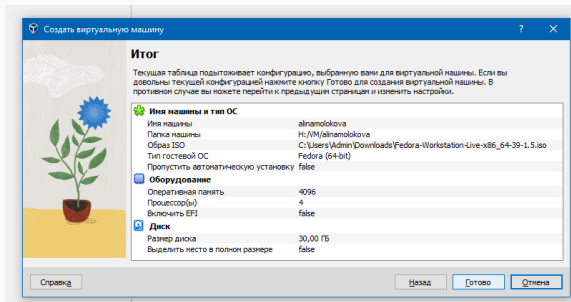 Создать виртуальную машину
Итог
Текущая таблица подытоживает конфигурацию, выбранную вами для виртуальной машины. Если вы
довольны текущей конфигурацией нажмите кнопку Готово для создания виртуальной машины. В
противном случае вы можете перейти к предыдущим страницам и изменить настройки.
Имя машины и тип ОС
Имя машины alinamolokova
Папка машины H:/VM/alinamolokova
Образ ISO C:\Users\Admin\Downloads\Fedora-Workstation-Live-x86_64-39-1.5.iso
Тип гостевой ОС Fedora (64-bit)
Пропустить автоматическую установку false
Оборудование
Оперативная память 4096
Процессор(ы) 4
Включить EFI false
Диск
Размер диска 30,00 ГБ
Выделить место в полном размере false
Справка Назад Готово Отмена